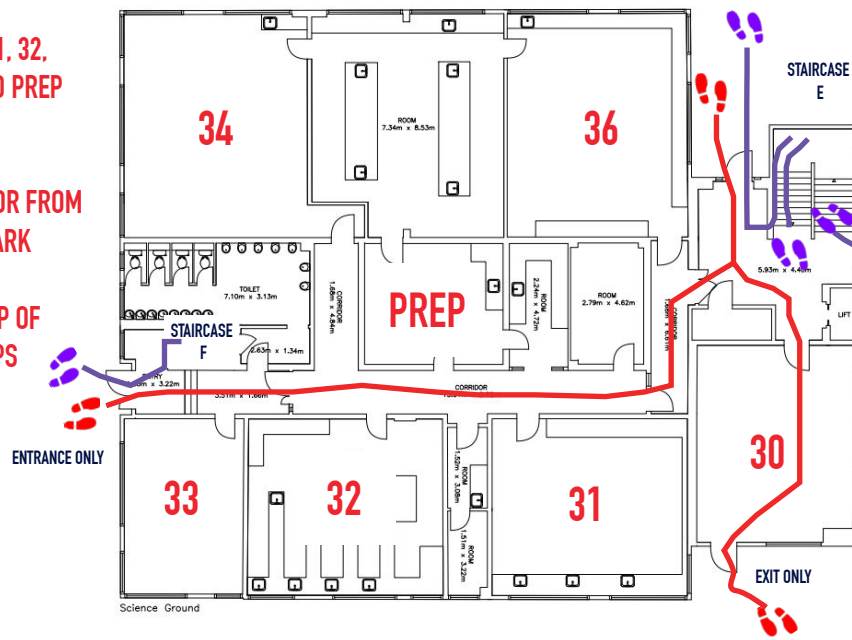 1, 32,
D PREP
OR FROM
ARK
P OF
PS
STAIRCASE
E
34
ROOM
7.34m x 8.53m
36
5.93m x 4.48m
LIFT
TOILET
7.10m x 3.13m
CORRIDOR
1.68m x 4.84m
PREP
ROOM
2.24m x 4.72m
ROOM
2.79m x 4.62m
CORRIDOR
STAIRCASE
F
2.63m x 1.34m
x 3.22m
CORRIDOR
ENTRANCE ONLY
33
32
ROOM
1.52m x 3.08m
ROOM
1.51m x 3.22m
31
30
EXIT ONLY
Science Ground